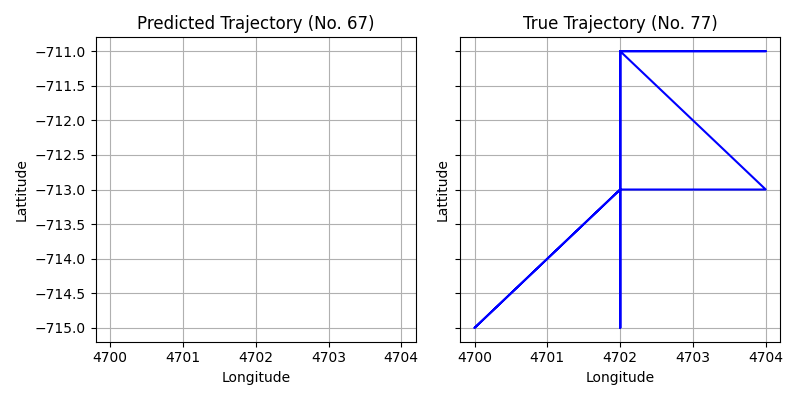 Predicted Trajectory (No. 67)
True Trajectory (No. 77)
Lattitude
−711.0
−711.5
−712.0
−712.5
−713.0
−713.5
−714.0
−714.5
−715.0
4700 4701 4702 4703 4704
Longitude
Lattitude
4700 4701 4702 4703 4704
Longitude